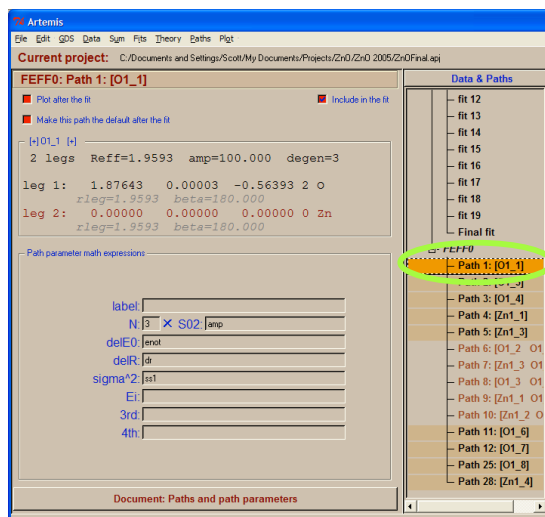 Artemis
File Edit GDS Data Sum Fits Theory Paths Plot
Current project: C:/Documents and Settings/Scott/My Documents/Projects/ZnO/ZnO 2005/ZnOFinal.apj
FEFF0: Path 1: [O1_1]
Plot after the fit
Include in the fit
Make this path the default after the fit
[+] O1_1 [+]
2 legs Reff=1.9593 amp=100.000 degen=3
leg 1: 1.87643 0.00003 -0.56393 2 O
rleg=1.9593 beta=180.000
leg 2: 0.00000 0.00000 0.00000 0 Zn
rleg=1.9593 beta=180.000
Path parameter math expressions
label:
N: 3 × S02: amp
delE0: enot
delR: dr
sigma^2: ss1
Ei:
3rd:
4th:
Document: Paths and path parameters
Data & Paths
fit 12
fit 13
fit 14
fit 15
fit 16
fit 17
fit 18
fit 19
Final fit
FEFF0
Path 1: [O1_1]
Path 3: [O1_4]
Path 4: [Zn1_1]
Path 5: [Zn1_3]
Path 6: [O1_2 O1
Path 7: [Zn1_3 O1
Path 8: [O1_3 O1
Path 9: [Zn1_1 O1
Path 10: [Zn1_2 O
Path 11: [O1_6]
Path 12: [O1_7]
Path 25: [O1_8]
Path 28: [Zn1_4]